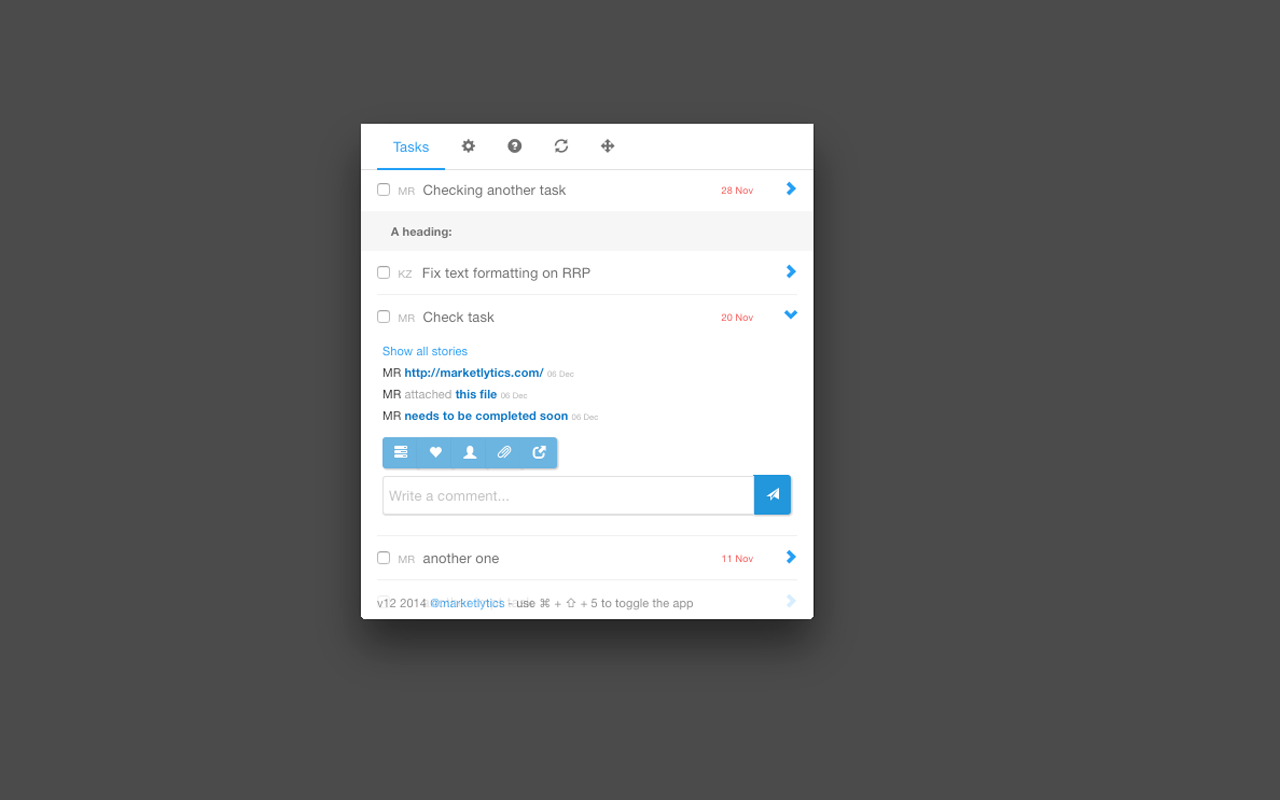 Tasks
MR Checking another task 28 Nov
A heading:
KZ Fix text formatting on RRP
MR Check task 20 Nov
Show all stories
MR http://marketlytics.com/ 06 Dec
MR attached this file 06 Dec
MR needs to be completed soon 06 Dec
Write a comment...
MR another one 11 Nov
v12 2014 @marketlytics - use ⌘ + ⇧ + 5 to toggle the app